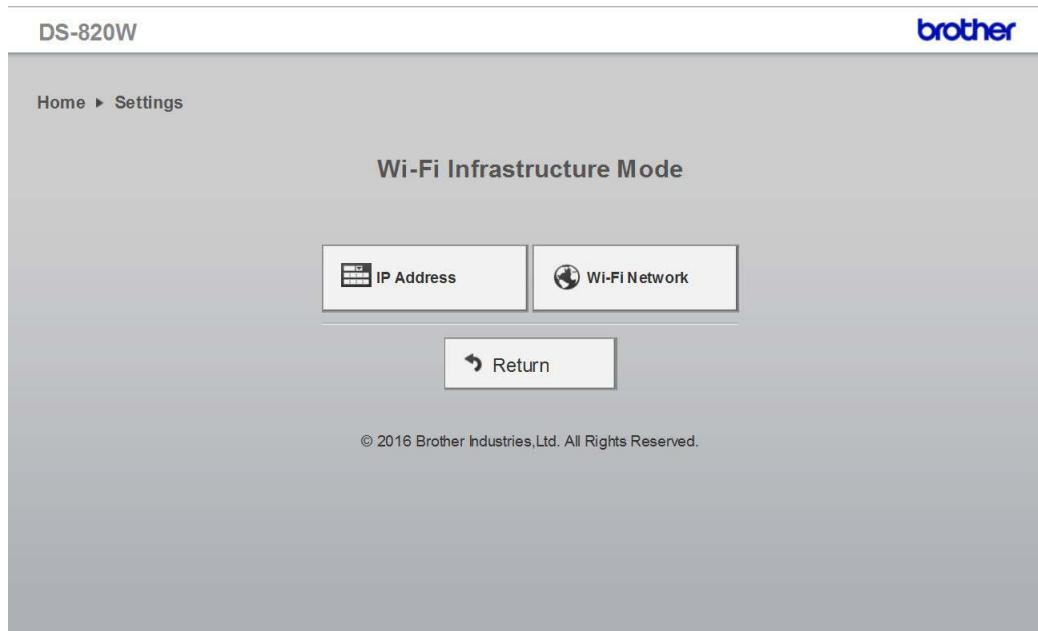 DS-820W
brother
Home ▸ Settings
Wi-Fi Infrastructure Mode
IP Address
Wi-Fi Network
Return
© 2016 Brother Industries,Ltd. All Rights Reserved.